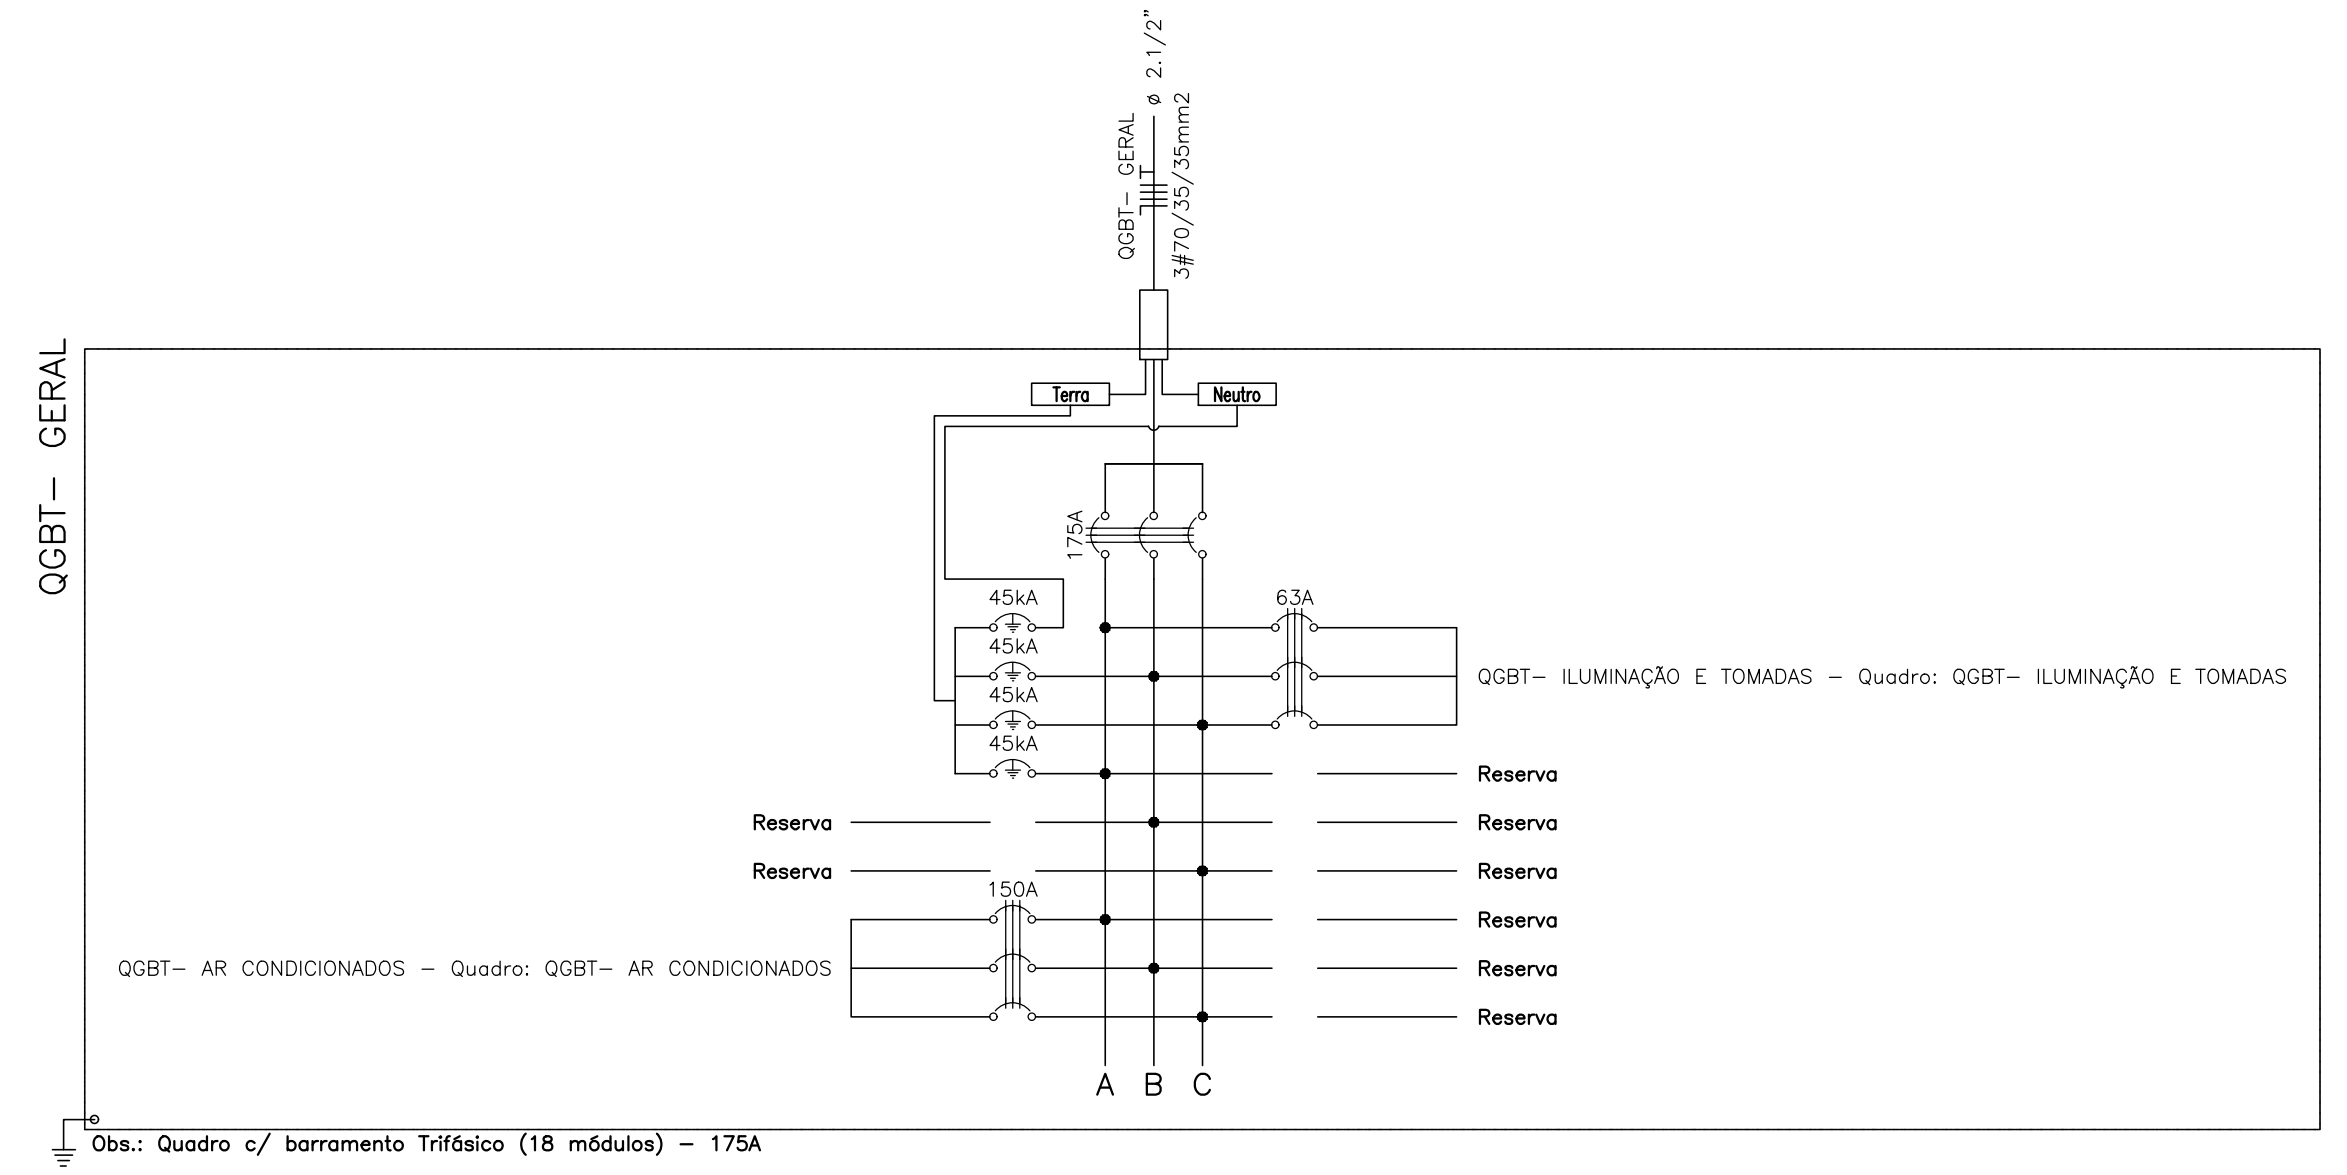 ø 2.1/2"
QGBT- GERAL
3#70/35/35mm2
QGBT- GERAL
Terra
Neutro
175A
45kA
63A
45kA
QGBT- ILUMINAÇÃO E TOMADAS - Quadro: QGBT- ILUMINAÇÃO E TOMADAS
45kA
45kA
Reserva
Reserva
Reserva
Reserva
Reserva
150A
Reserva
QGBT- AR CONDICIONADOS - Quadro: QGBT- AR CONDICIONADOS
Reserva
Reserva
A B C
Obs.: Quadro c/ barramento Trifásico (18 módulos) - 175A